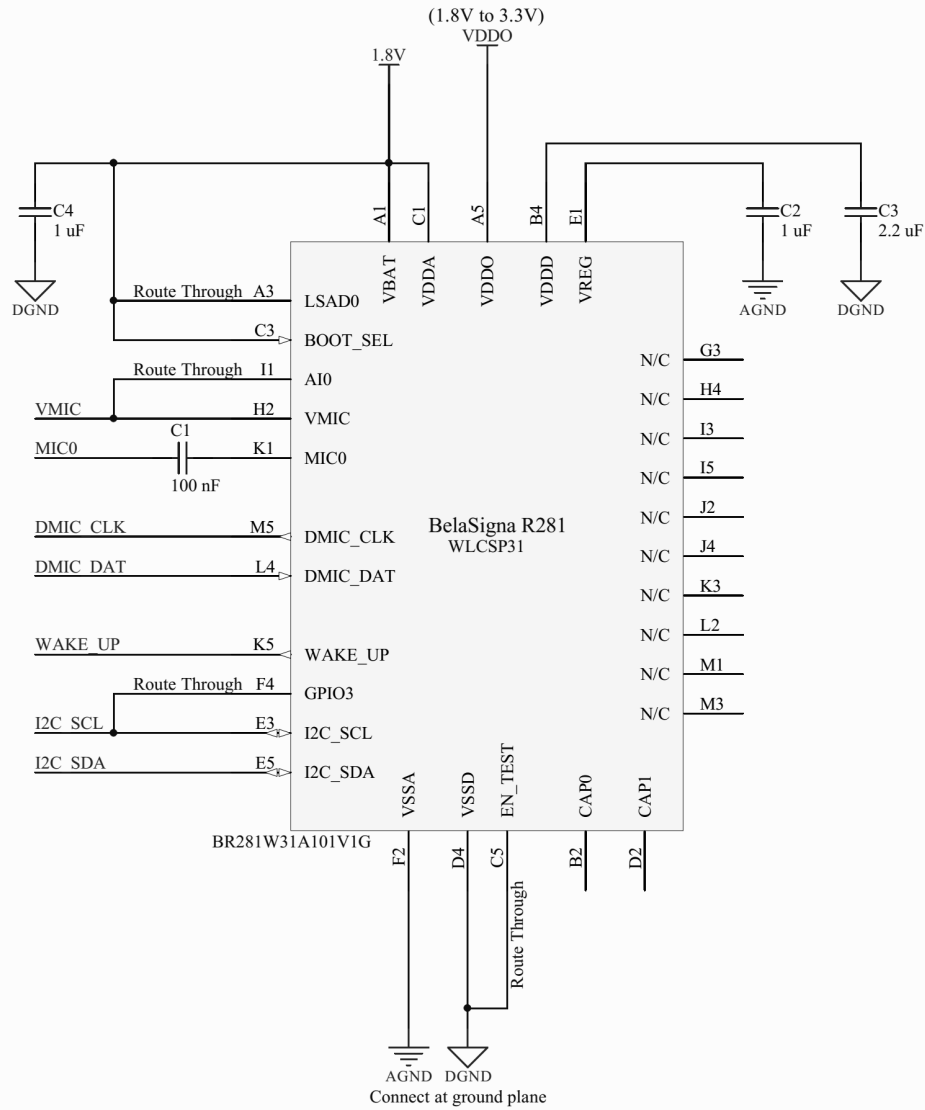 (1.8V to 3.3V)
VDDO
1.8V
C4
1 uF
DGND
A1
C1
A5
B4
E1
C2
1 uF
AGND
C3
2.2 uF
DGND
VBAT
VDDA
VDDO
VDDD
VREG
Route Through A3 LSAD0
C3 BOOT_SEL
Route Through I1 AI0
VMIC H2 VMIC
C1
MIC0 K1 MIC0
100 nF
DMIC_CLK M5 DMIC_CLK
DMIC_DAT L4 DMIC_DAT
WAKE_UP K5 WAKE_UP
Route Through F4 GPIO3
I2C_SCL E3 I2C_SCL
I2C_SDA E5 I2C_SDA
BelaSigna R281
WLCSP31
N/C G3
N/C H4
N/C I3
N/C I5
N/C J2
N/C J4
N/C K3
N/C L2
N/C M1
N/C M3
VSSA
VSSD
EN_TEST
CAP0
CAP1
BR281W31A101V1G
F2
D4
C5
B2
D2
Route Through
AGND DGND
Connect at ground plane